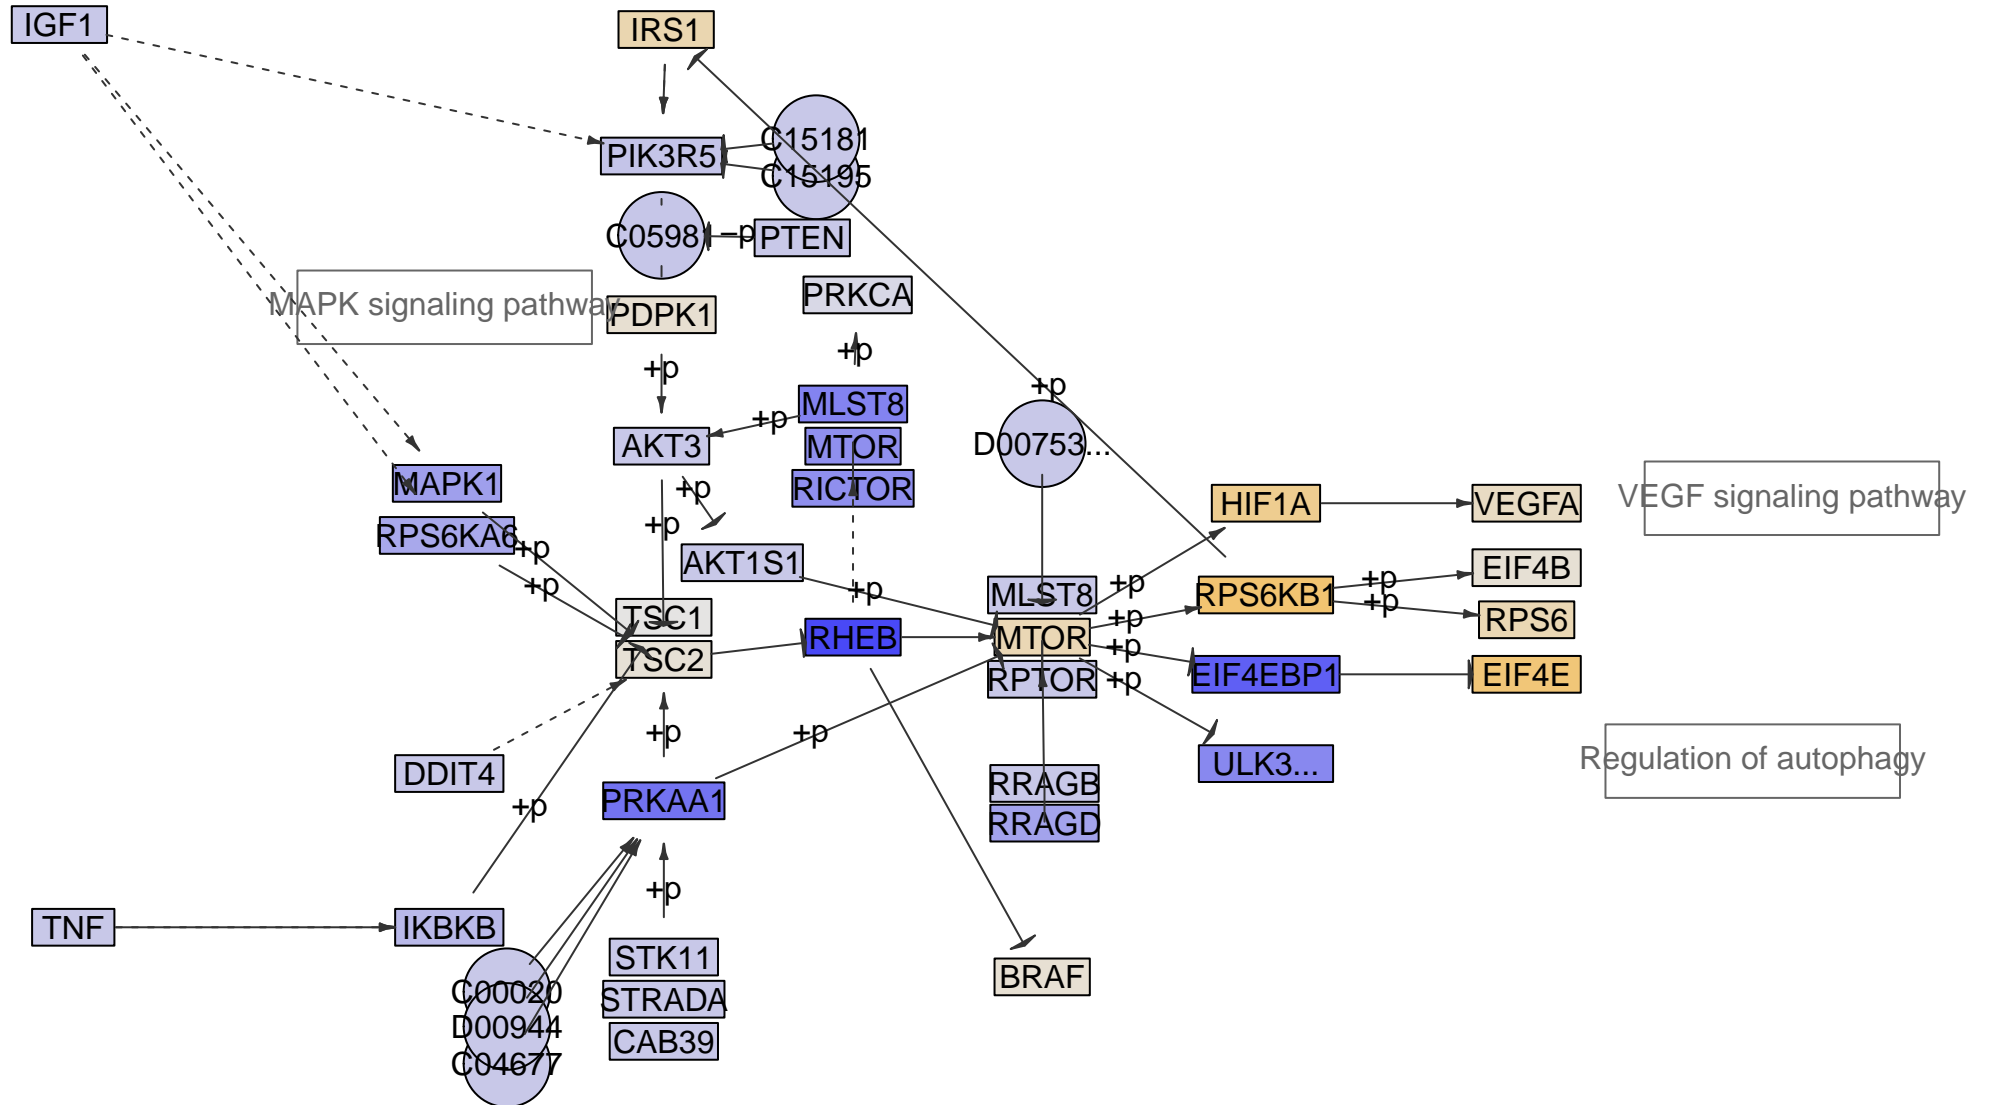 IGF1
IRS1
C15181
PIK3R5
C15195
C0598
–p
PTEN
PRKCA
MAPK signaling pathway
PDPK1
+p
+p
+p
MLST8
+p
AKT3
MTOR
D00753...
MAPK1
RICTOR
+p
HIF1A
VEGFA
VEGF signaling pathway
+p
RPS6KA6
+p
AKT1S1
EIF4B
+p
+p
+p
MLST8
+p
RPS6KB1
+p
TSC1
+p
RPS6
RHEB
MTOR
+p
TSC2
RPTOR
+p
EIF4EBP1
EIF4E
+p
+p
Regulation of autophagy
DDIT4
ULK3...
RRAGB
PRKAA1
+p
RRAGD
+p
TNF
IKBKB
STK11
BRAF
C00020
STRADA
D00944
CAB39
C04677